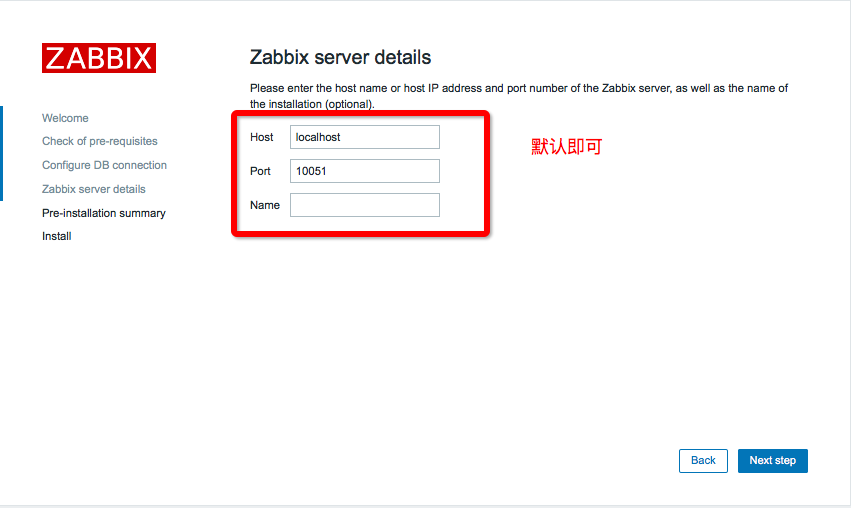 ZABBIX
Welcome
Check of pre-requisites
Configure DB connection
Zabbix server details
Pre-installation summary
Install
Zabbix server details
Please enter the host name or host IP address and port number of the Zabbix server, as well as the name of
the installation (optional).
Host localhost
Port 10051
Name
默认即可
Back Next step